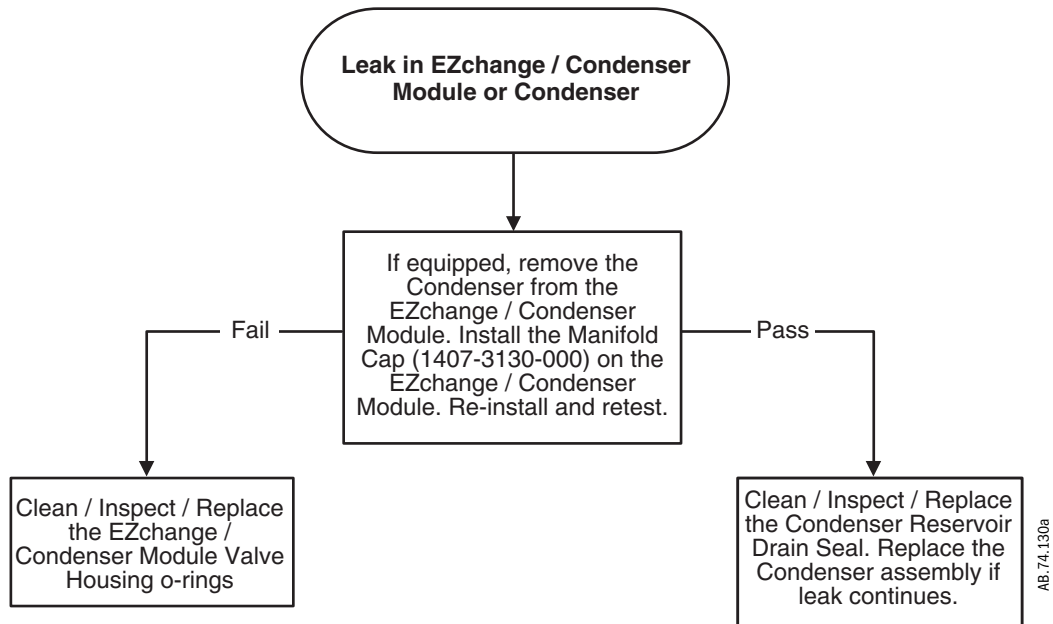 Leak in EZchange / Condenser
Module or Condenser
If equipped, remove the
Condenser from the
EZchange / Condenser
Module. Install the Manifold
Cap (1407-3130-000) on the
EZchange / Condenser
Module. Re-install and retest.
Fail
Pass
Clean / Inspect / Replace
the EZchange /
Condenser Module Valve
Housing o-rings
Clean / Inspect / Replace
the Condenser Reservoir
Drain Seal. Replace the
Condenser assembly if
leak continues.
AB.74.130a